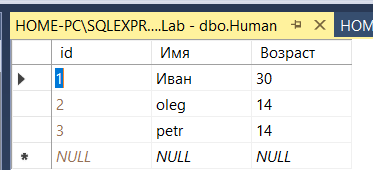 HOME-PC\SQLEXPR....Lab - dbo.Human HOM
id Имя Возраст
1 Иван 30
2 oleg 14
3 petr 14
NULL NULL NULL